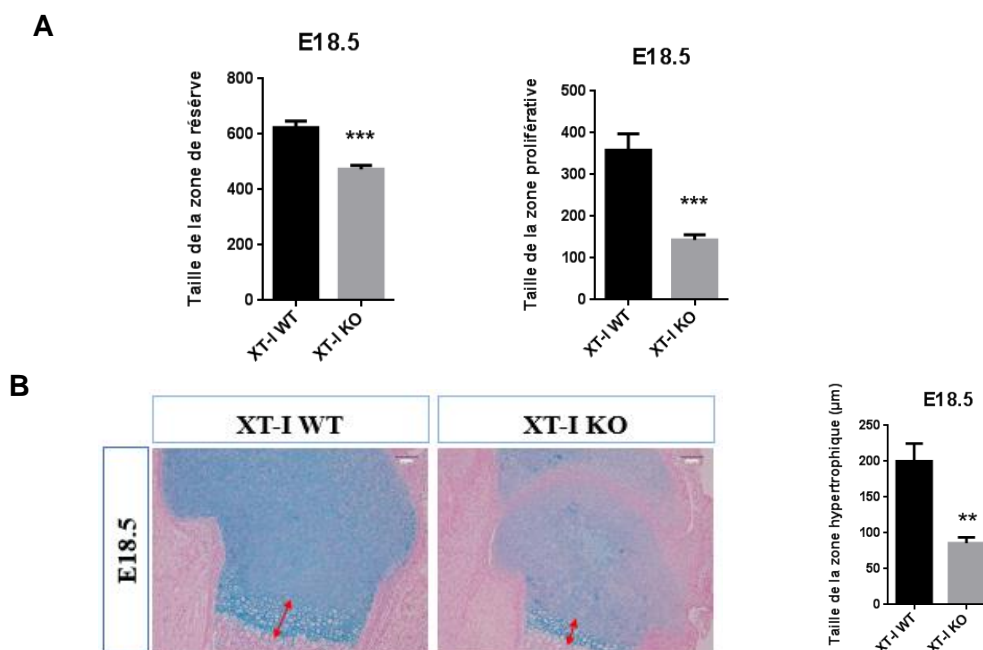 A
E18.5
Taille de la zone de résérve
800
600
400
200
0
***
XT-I WT
XT-I KO
E18.5
Taille de la zone proliférative
500
400
300
200
100
0
***
XT-I WT
XT-I KO
B
XT-I WT
XT-I KO
E18.5
E18.5
Taille de la zone hypertrophique (µm)
250
200
150
100
50
0
**
XT-I WT
XT-I KO